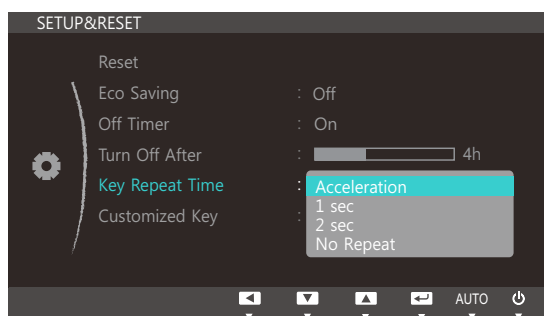 SETUP&RESET
Reset
Eco Saving : Off
Off Timer : On
Turn Off After : 4h
Key Repeat Time : Acceleration
1 sec
2 sec
No Repeat
Customized Key :
AUTO